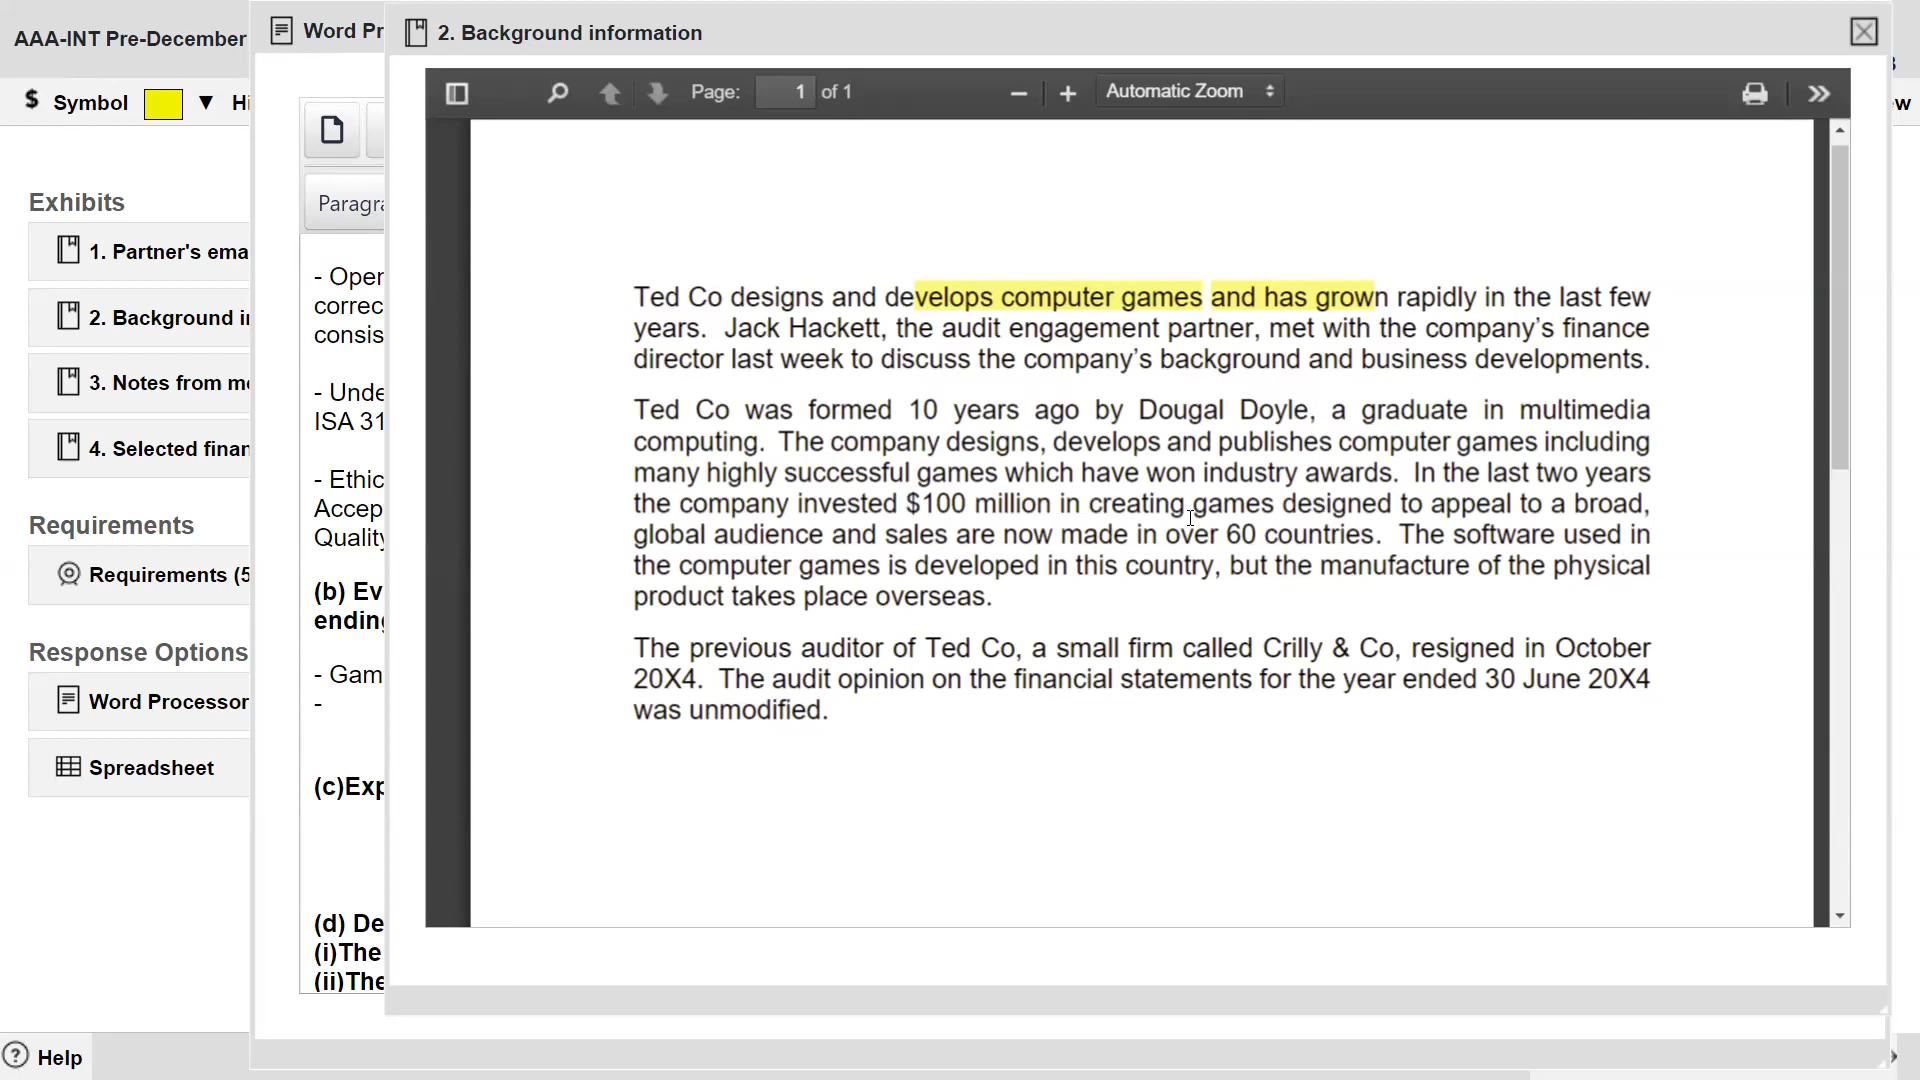 AAA-INT Pre-December
Word Pr
2. Background information
$ Symbol
Hi
Page: 1 of 1
Automatic Zoom
ew
Paragra
Exhibits
1. Partner's ema
2. Background i
3. Notes from me
4. Selected finan
Requirements
Requirements (5
Response Options
Word Processor
Spreadsheet
Help
- Oper
correc
consis
- Unde
ISA 31
- Ethic
Accep
Quality
(b) Ev
ending
- Gam
-
(c)Exp
(d) De
(i)The
(ii)The
Ted Co designs and develops computer games and has grown rapidly in the last few
years. Jack Hackett, the audit engagement partner, met with the company's finance
director last week to discuss the company's background and business developments.
Ted Co was formed 10 years ago by Dougal Doyle, a graduate in multimedia
computing. The company designs, develops and publishes computer games including
many highly successful games which have won industry awards. In the last two years
the company invested $100 million in creating games designed to appeal to a broad,
global audience and sales are now made in over 60 countries. The software used in
the computer games is developed in this country, but the manufacture of the physical
product takes place overseas.
The previous auditor of Ted Co, a small firm called Crilly & Co, resigned in October
20X4. The audit opinion on the financial statements for the year ended 30 June 20X4
was unmodified.